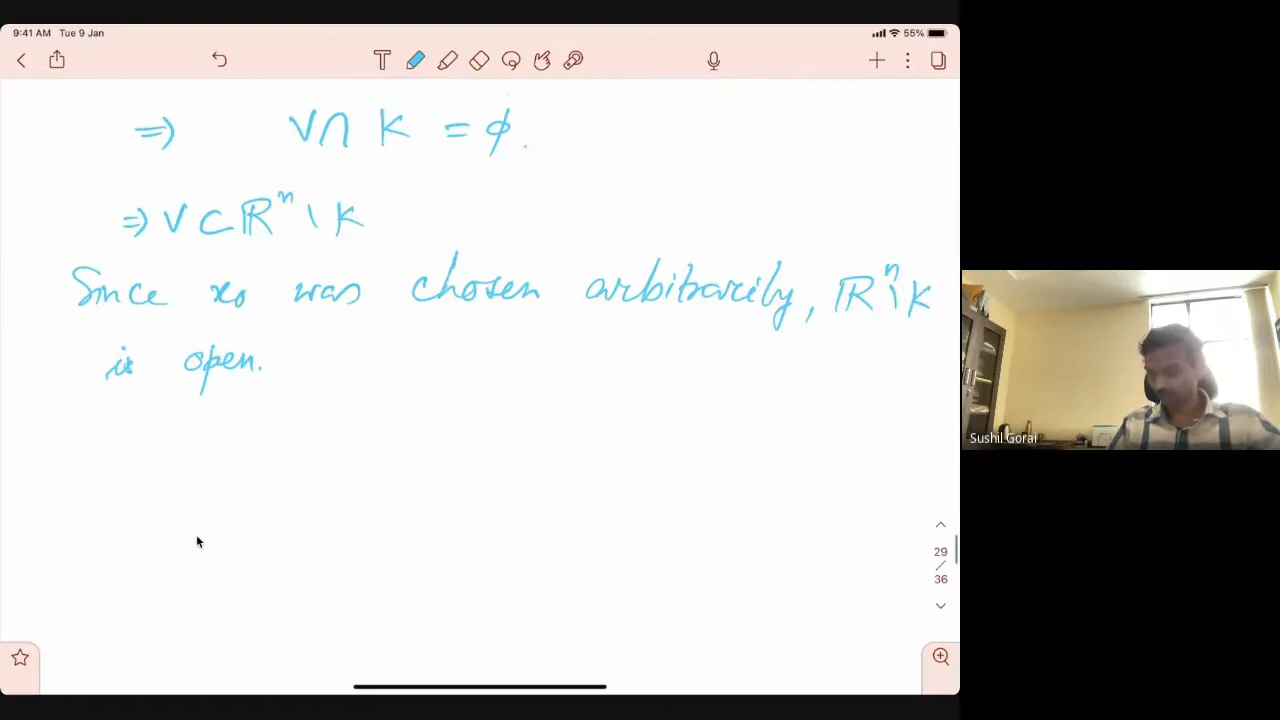 9:41 AM Tue 9 Jan
55%
T
⇒ V∩ K = ϕ.
⇒ V ⊂ ℝⁿ \ K
Since x₀ was chosen arbitrarily, ℝⁿ \ K
is open.
Sushil Gorai
29
/
36